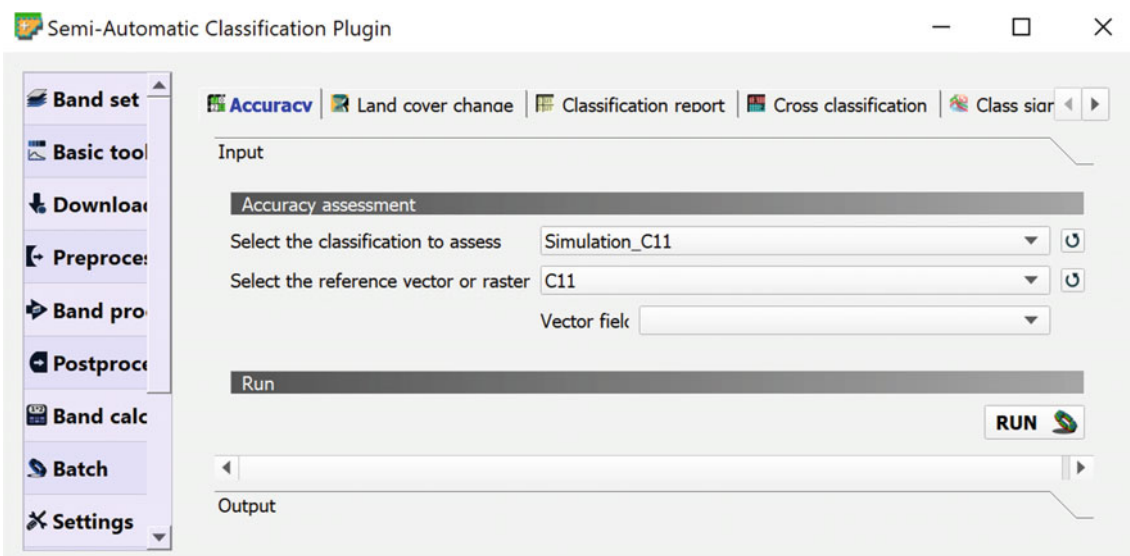 Semi-Automatic Classification Plugin
Band set
Basic tool
Downloa
Preproces
Band pro
Postproce
Band calc
Batch
Settings
Accuracy Land cover change Classification report Cross classification Class sigr
Input
Accuracy assessment
Select the classification to assess Simulation_C11
Select the reference vector or raster C11
Vector field
Run
RUN
Output